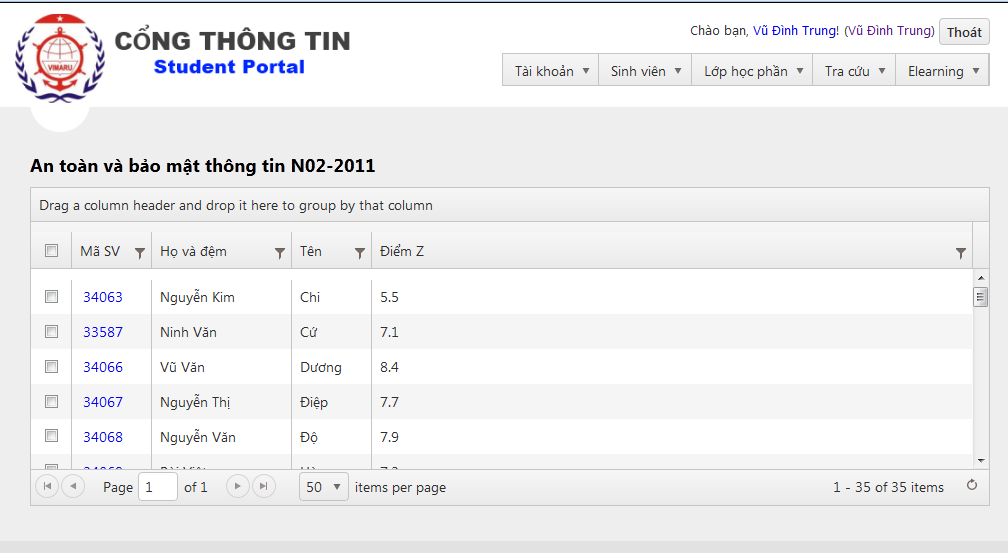 VIMARU
CỔNG THÔNG TIN
Student Portal
Chào bạn, Vũ Đình Trung! (Vũ Đình Trung) Thoát
Tài khoản Sinh viên Lớp học phần Tra cứu Elearning
An toàn và bảo mật thông tin N02-2011
Drag a column header and drop it here to group by that column
Mã SV Họ và đệm Tên Điểm Z
34063 Nguyễn Kim Chi 5.5
33587 Ninh Văn Cứ 7.1
34066 Vũ Văn Dương 8.4
34067 Nguyễn Thị Điệp 7.7
34068 Nguyễn Văn Độ 7.9
Page 1 of 1 50 items per page 1 - 35 of 35 items